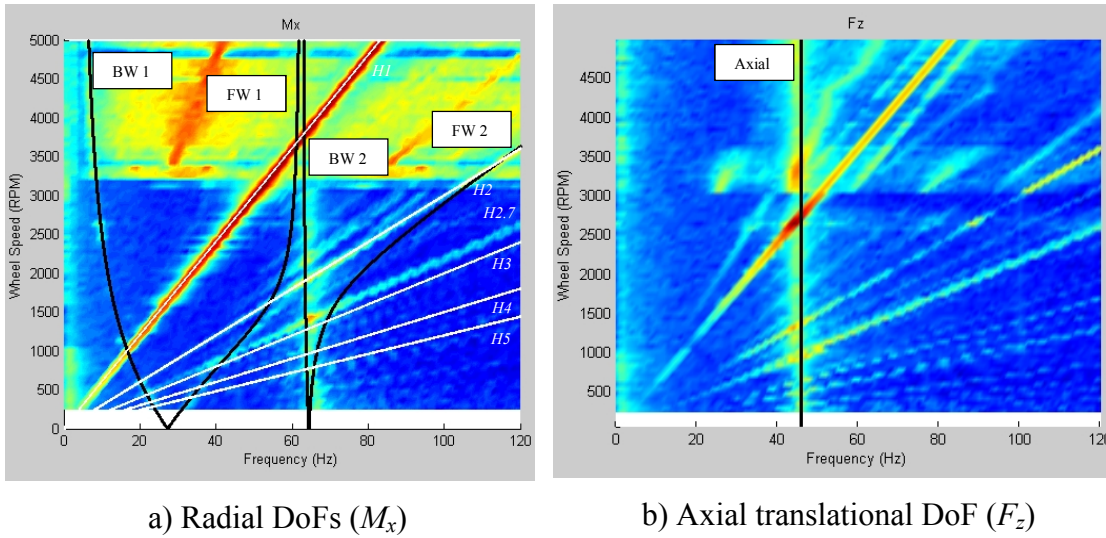 Mx
5000
4500
4000
3500
3000
2500
2000
1500
1000
500
0
Wheel Speed (RPM)
BW 1
FW 1
H1
BW 2
FW 2
H2
H2.7
H3
H4
H5
0 20 40 60 80 100 120
Frequency (Hz)
a) Radial DoFs (Mx)
Fz
4500
4000
3500
3000
2500
2000
1500
1000
500
Wheel Speed (RPM)
Axial
0 20 40 60 80 100 120
Frequency (Hz)
b) Axial translational DoF (Fz)